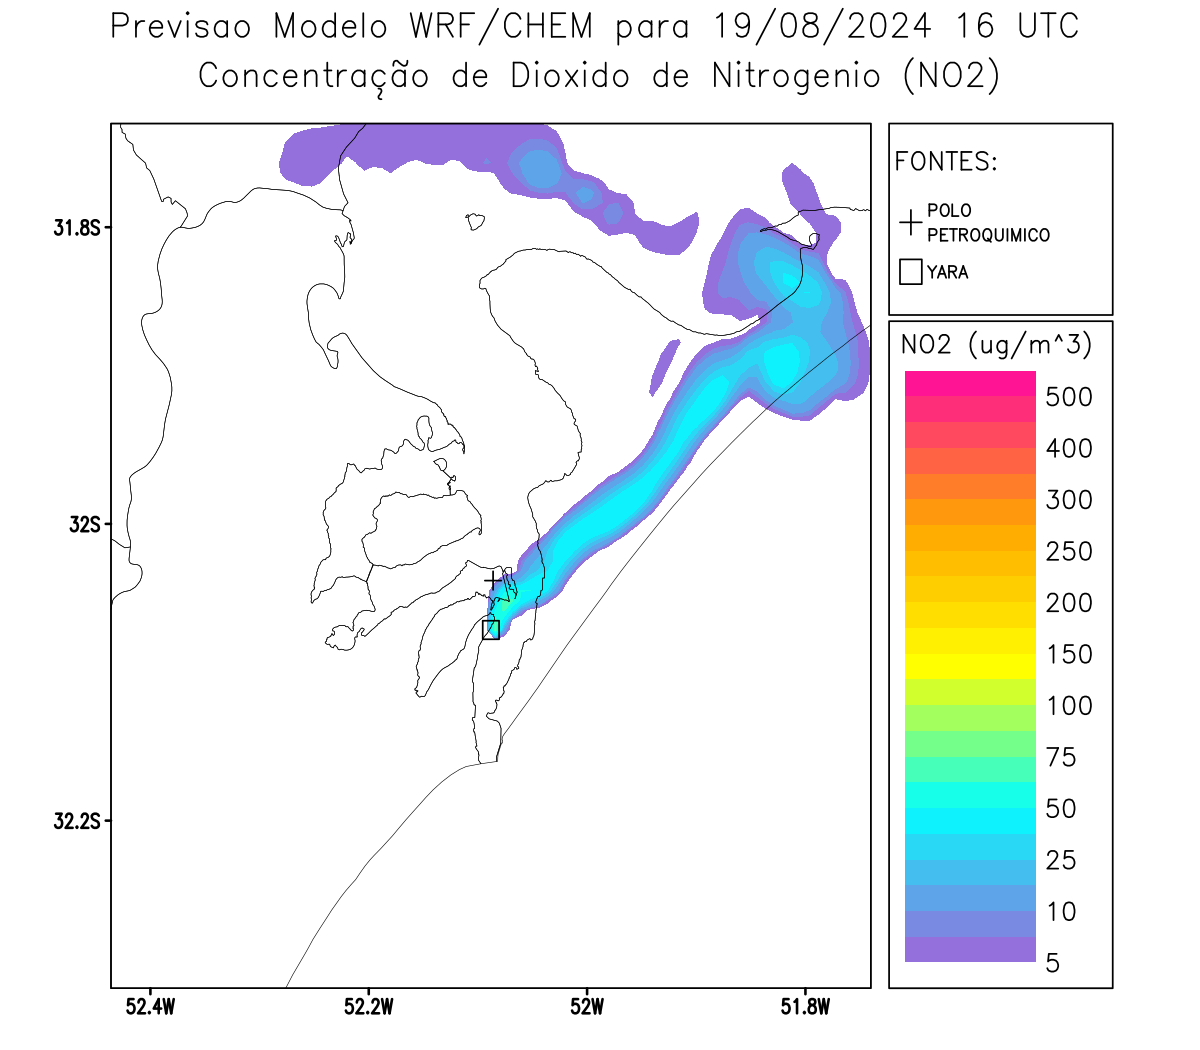 Previsao Modelo WRF/CHEM para 19/08/2024 16 UTC
Concentração de Dioxido de Nitrogenio (NO2)
FONTES:
POLO
PETROQUIMICO
YARA
NO2 (ug/m^3)
500
400
300
250
200
150
100
75
50
25
10
5
31.8S
32S
32.2S
52.4W
52.2W
52W
51.8W